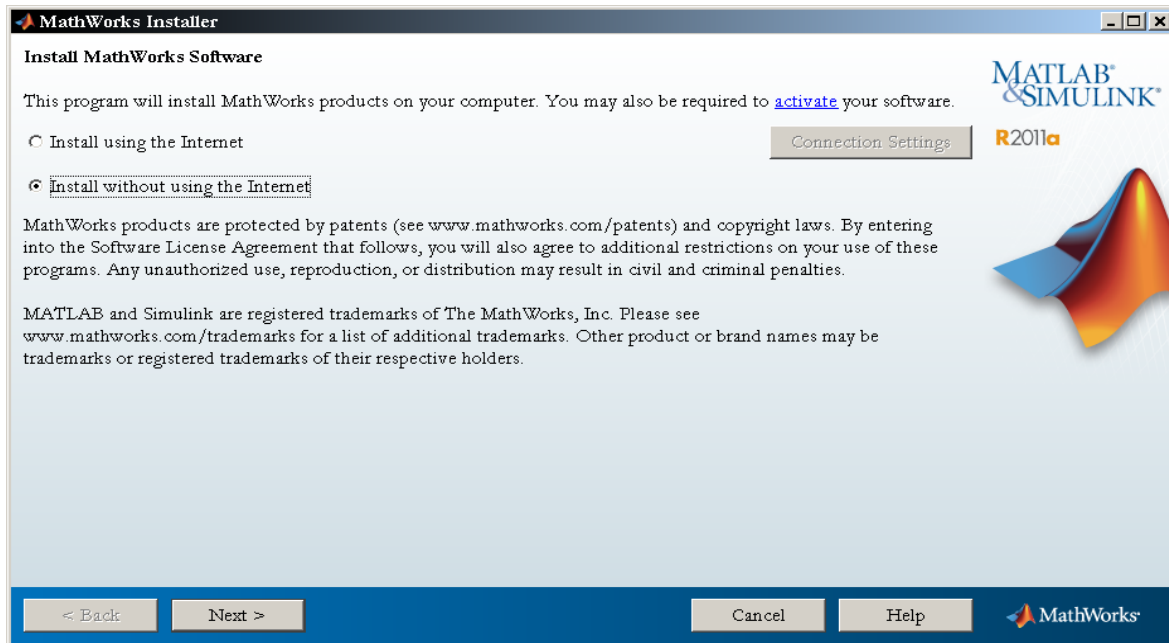 MathWorks Installer
Install MathWorks Software
This program will install MathWorks products on your computer. You may also be required to activate your software.
Install using the Internet
Connection Settings
Install without using the Internet
MathWorks products are protected by patents (see www.mathworks.com/patents) and copyright laws. By entering
into the Software License Agreement that follows, you will also agree to additional restrictions on your use of these
programs. Any unauthorized use, reproduction, or distribution may result in civil and criminal penalties.
MATLAB and Simulink are registered trademarks of The MathWorks, Inc. Please see
www.mathworks.com/trademarks for a list of additional trademarks. Other product or brand names may be
trademarks or registered trademarks of their respective holders.
MATLAB®
&SIMULINK®
R2011a
< Back
Next >
Cancel
Help
MathWorks®